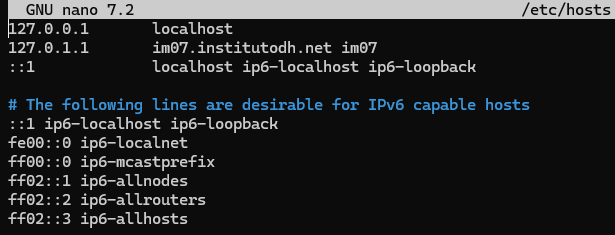 GNU nano 7.2 /etc/hosts
127.0.0.1 localhost
127.0.1.1 im07.institutodh.net im07
::1 localhost ip6-localhost ip6-loopback
# The following lines are desirable for IPv6 capable hosts
::1 ip6-localhost ip6-loopback
fe00::0 ip6-localnet
ff00::0 ip6-mcastprefix
ff02::1 ip6-allnodes
ff02::2 ip6-allrouters
ff02::3 ip6-allhosts